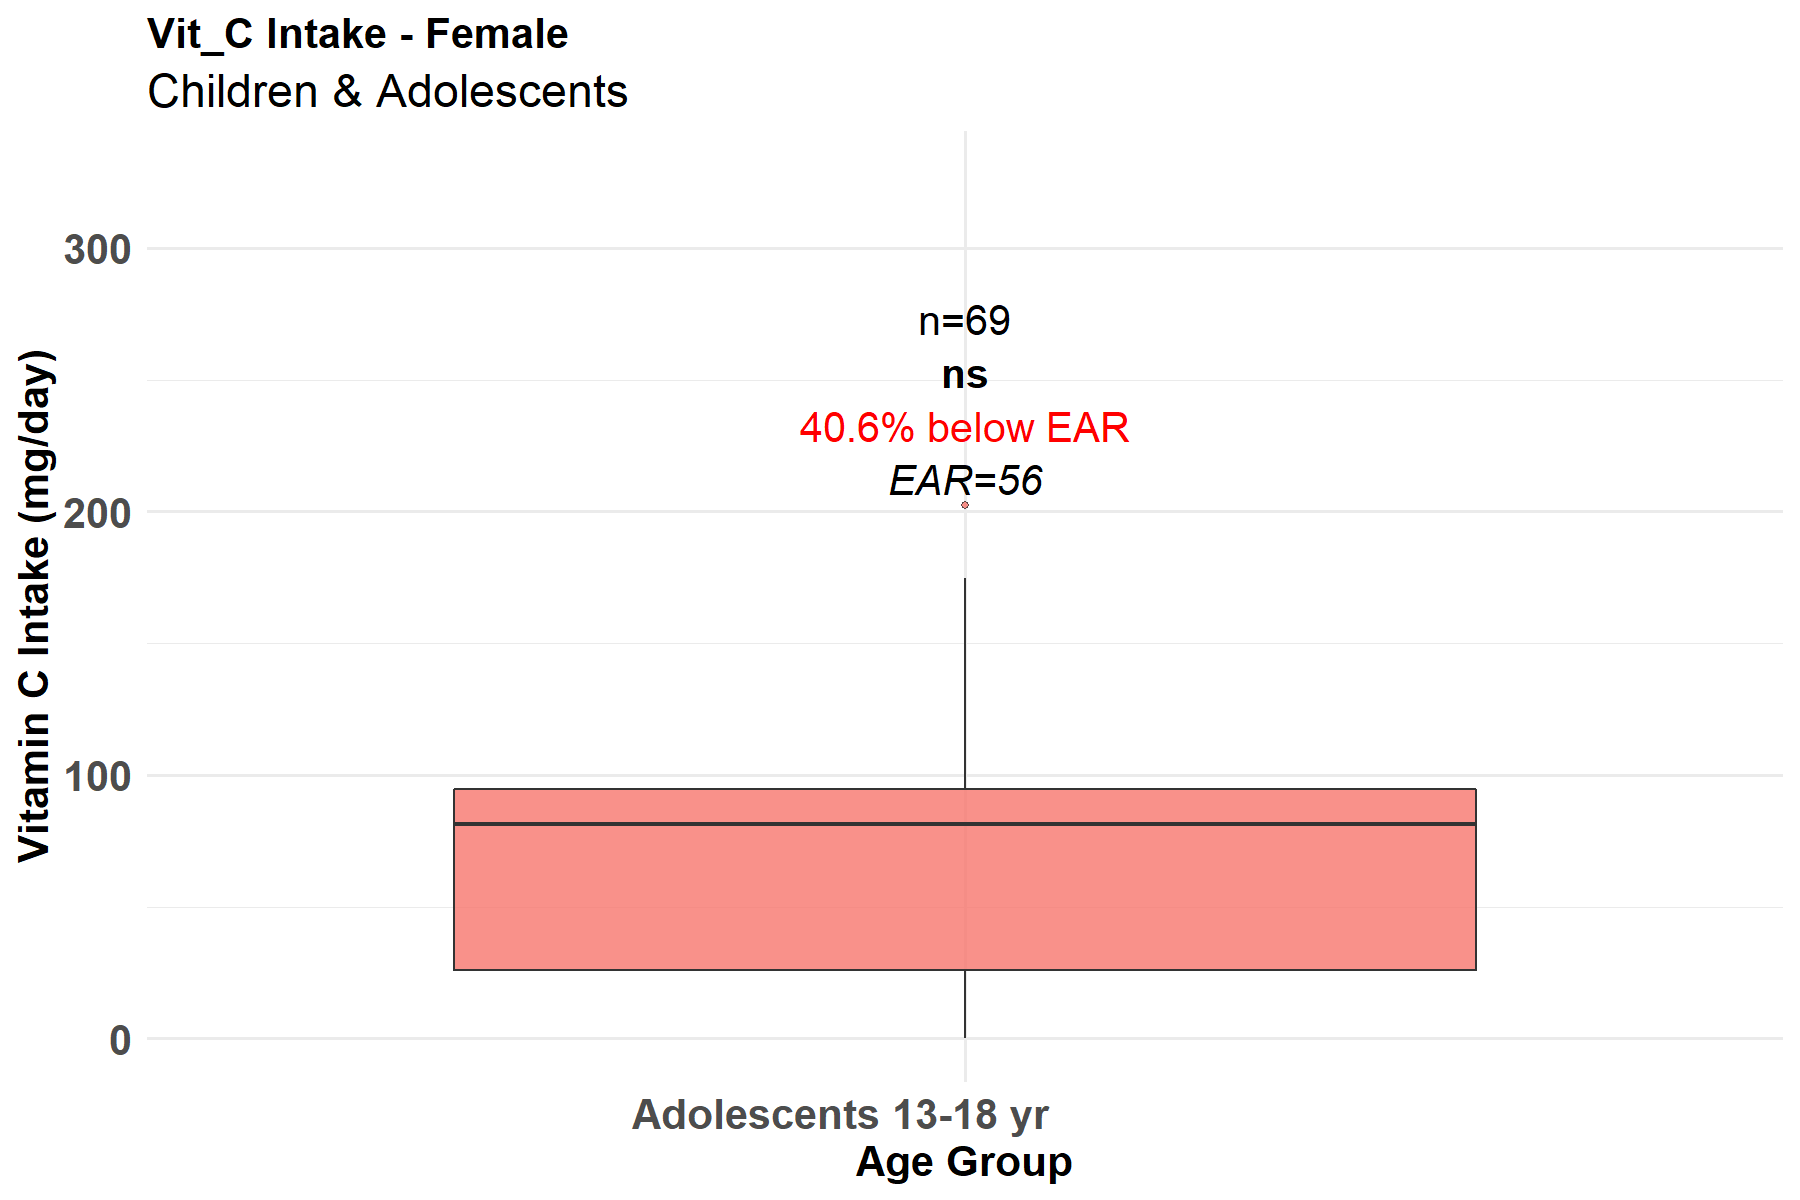 Vit_C Intake - Female
Children & Adolescents
Vitamin C Intake (mg/day)
300
200
100
0
n=69
ns
40.6% below EAR
EAR=56
Adolescents 13-18 yr
Age Group